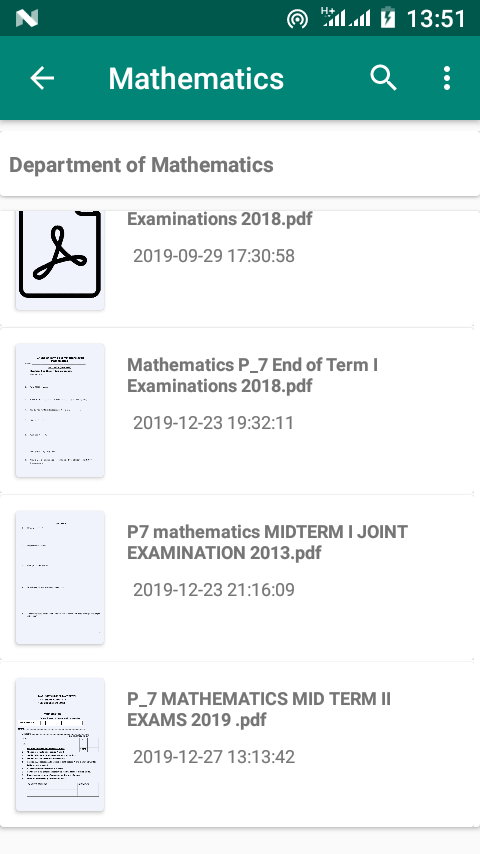 H+
13:51
Mathematics
Department of Mathematics
Examinations 2018.pdf
2019-09-29 17:30:58
Mathematics P_7 End of Term I
Examinations 2018.pdf
2019-12-23 19:32:11
P7 mathematics MIDTERM I JOINT
EXAMINATION 2013.pdf
2019-12-23 21:16:09
P_7 MATHEMATICS MID TERM II
EXAMS 2019 .pdf
2019-12-27 13:13:42